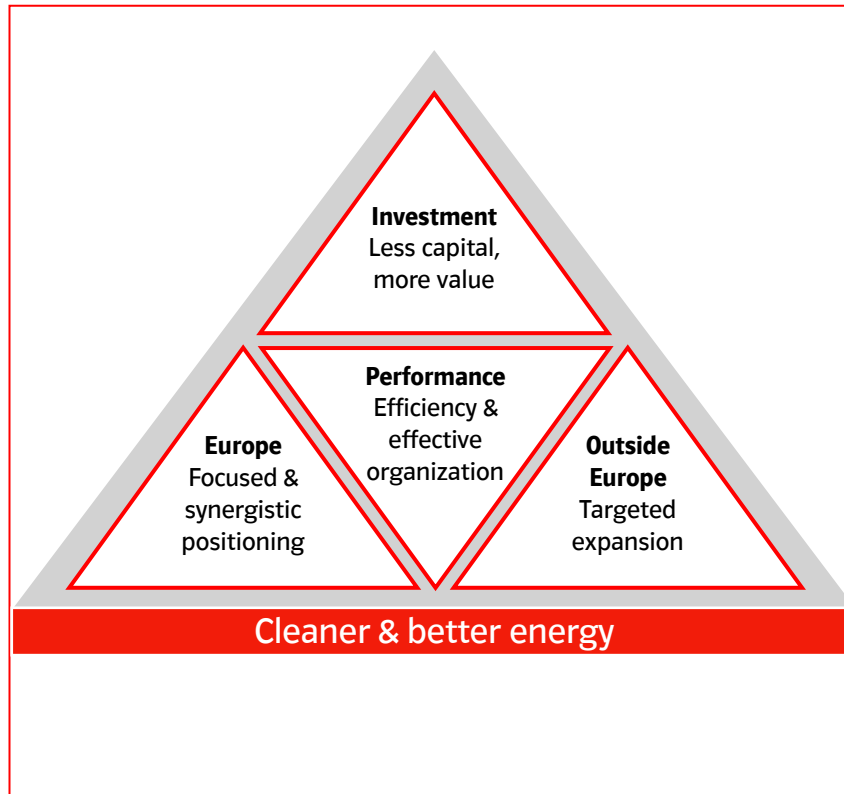 Investment
Less capital,
more value
Performance
Efficiency &
effective
organization
Europe
Focused &
synergistic
positioning
Outside
Europe
Targeted
expansion
Cleaner & better energy